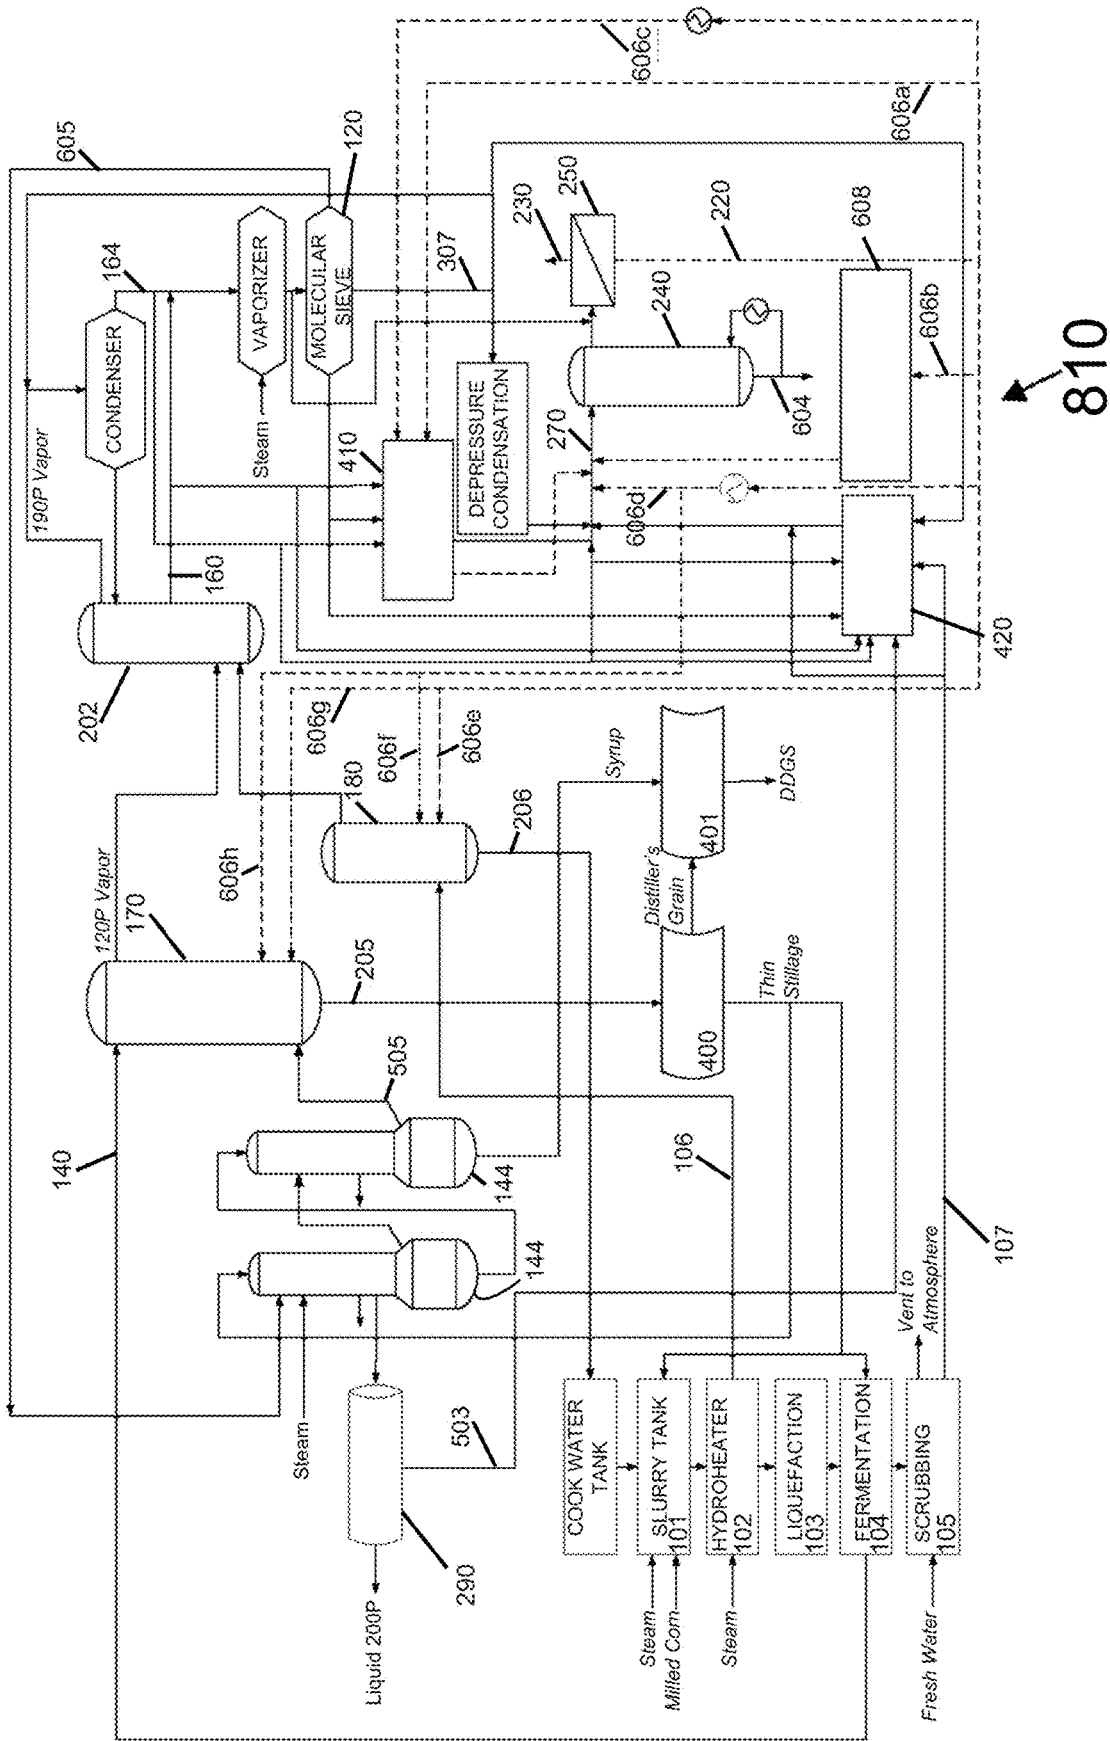 605
164
120
CONDENSER
VAPORIZER
MOLECULAR
SIEVE
190P Vapor
Steam
160
202
307
410
DEPRESSURE
CONDENSATION
606c
606a
230
250
220
240
608
270
604
606d
606b
420
810
120P Vapor
170
606h
606g
180
606f
606e
206
205
505
140
144
144
Syrup
401
DDGS
Distiller's
Grain
400
Thin
Stillage
106
107
Vent to
Atmosphere
Steam
503
290
Liquid 200P
COOK WATER
TANK
SLURRY TANK
101
HYDROHEATER
102
LIQUEFACTION
103
FERMENTATION
104
SCRUBBING
105
Steam
Milled Corn
Steam
Fresh Water